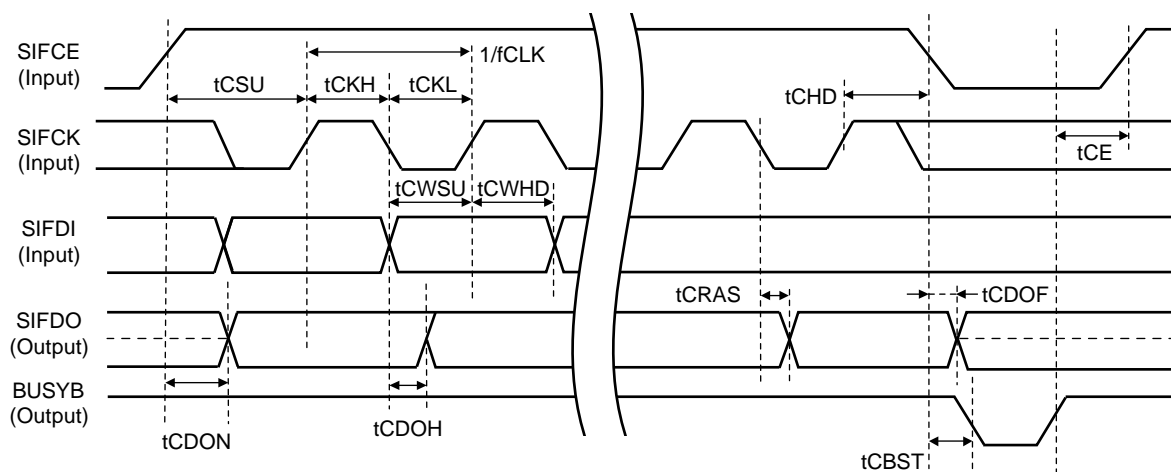 SIFCE
(Input)
1/fCLK
tCSU
tCKH
tCKL
tCHD
SIFCK
(Input)
tCE
tCWSU
tCWHD
SIFDI
(Input)
tCRAS
tCDOF
SIFDO
(Output)
BUSYB
(Output)
tCDON
tCDOH
tCBST